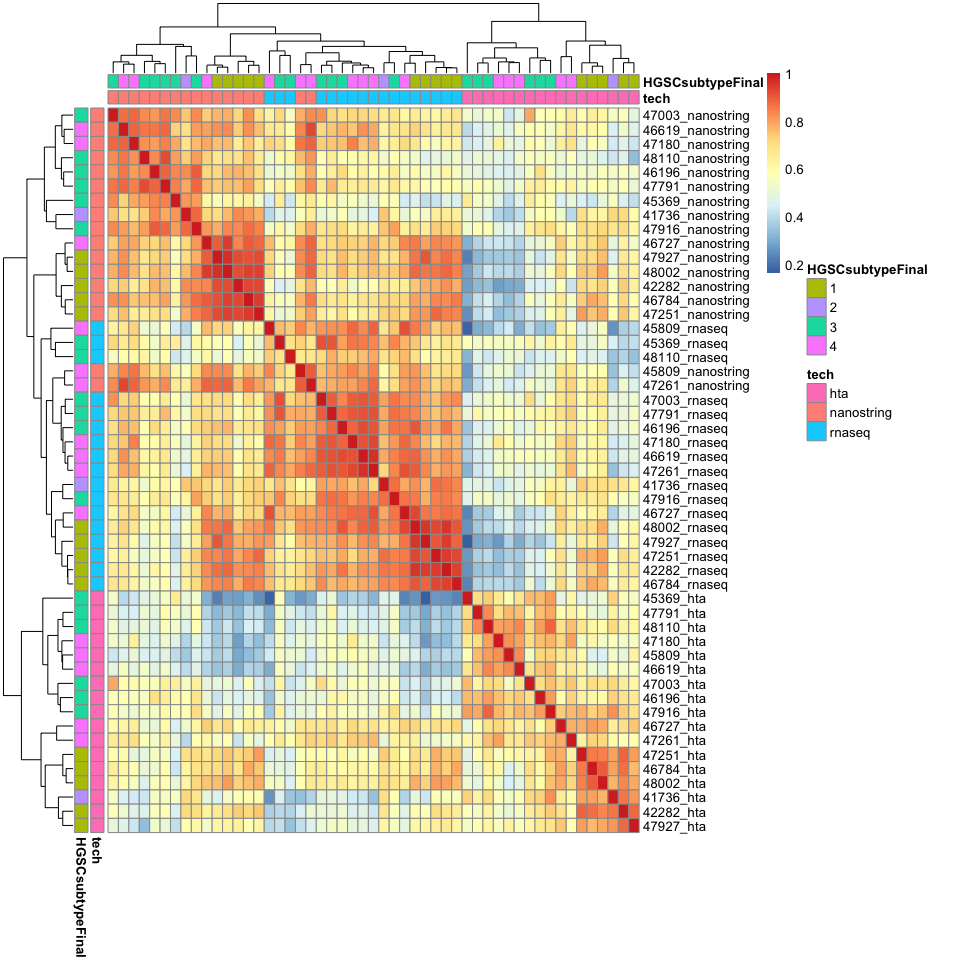 HGSCsubtypeFinal
tech
47003_nanostring
46619_nanostring
47180_nanostring
48110_nanostring
46196_nanostring
47791_nanostring
45369_nanostring
41736_nanostring
47916_nanostring
46727_nanostring
47927_nanostring
48002_nanostring
42282_nanostring
46784_nanostring
47251_nanostring
45809_rnaseq
45369_rnaseq
48110_rnaseq
45809_nanostring
47261_nanostring
47003_rnaseq
47791_rnaseq
46196_rnaseq
47180_rnaseq
46619_rnaseq
47261_rnaseq
41736_rnaseq
47916_rnaseq
46727_rnaseq
48002_rnaseq
47927_rnaseq
47251_rnaseq
42282_rnaseq
46784_rnaseq
45369_hta
47791_hta
48110_hta
47180_hta
45809_hta
46619_hta
47003_hta
46196_hta
47916_hta
46727_hta
47261_hta
47251_hta
46784_hta
48002_hta
41736_hta
42282_hta
47927_hta
HGSCsubtypeFinal
tech
1
0.8
0.6
0.4
0.2
HGSCsubtypeFinal
1
2
3
4
tech
hta
nanostring
rnaseq